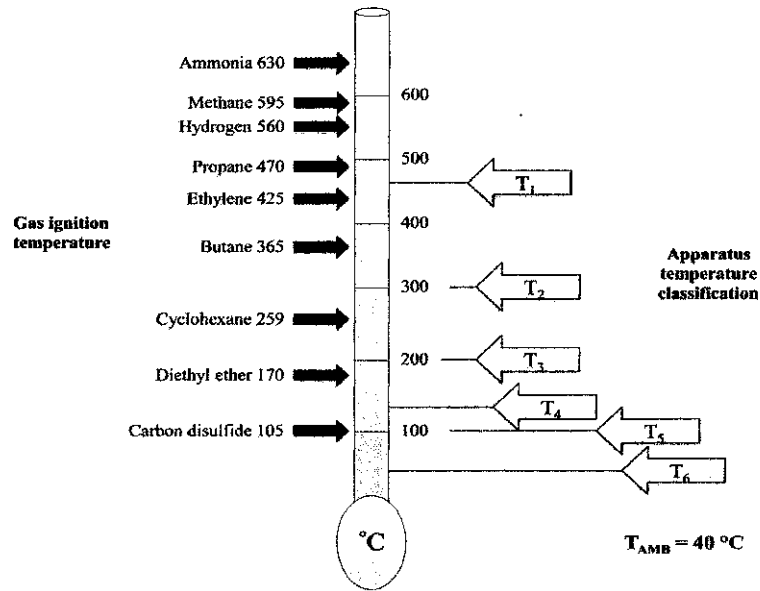 Ammonia 630
600
Methane 595
Hydrogen 560
500
Propane 470
T1
Ethylene 425
400
Gas ignition
temperature
Butane 365
Apparatus
temperature
classification
300
T2
Cyclohexane 259
200
T3
Diethyl ether 170
T4
Carbon disulfide 105
100
T5
T6
°C
TAMB = 40 °C